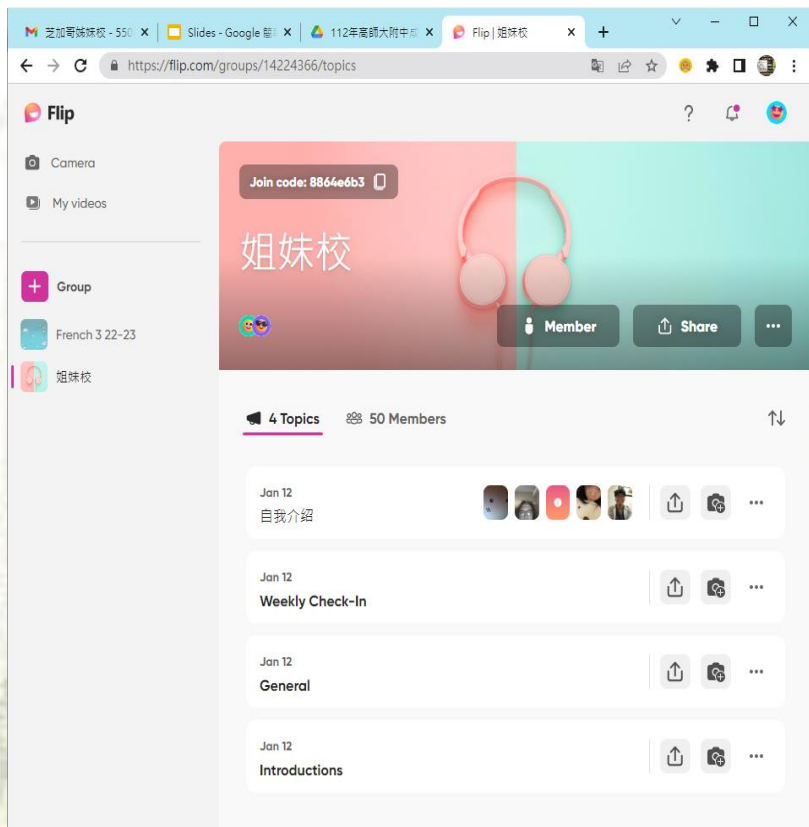 芝加哥姊妹校 - 550
Slides - Google 
112年高師大附中
Flip | 姐妹校
https://flip.com/groups/14224366/topics
Flip
Camera
My videos
Group
French 3 22-23
姐妹校
Join code: 8864e6b3
姐妹校
Member
Share
4 Topics
50 Members
Jan 12
自我介绍
Jan 12
Weekly Check-In
Jan 12
General
Jan 12
Introductions